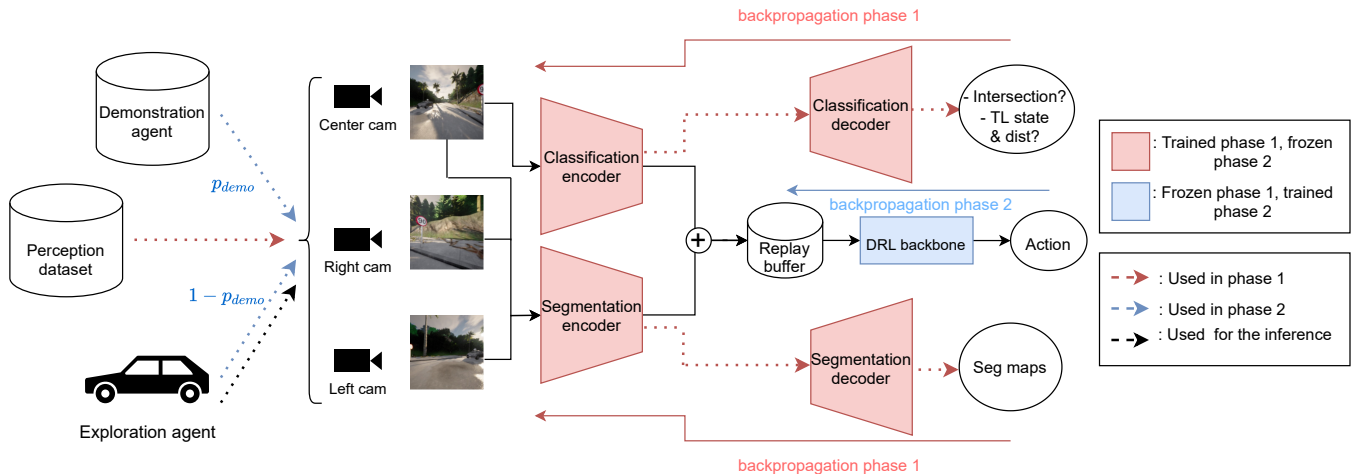 backpropagation phase 1
Demonstration
agent
p_demo
Perception
dataset
1 − p_demo
Exploration agent
Center cam
Right cam
Left cam
Classification
encoder
Segmentation
encoder
Classification
decoder
- Intersection?
- TL state
& dist?
backpropagation phase 2
+
Replay
buffer
DRL backbone
Action
Segmentation
decoder
Seg maps
backpropagation phase 1
: Trained phase 1, frozen
phase 2
: Frozen phase 1, trained
phase 2
: Used in phase 1
: Used in phase 2
: Used for the inference